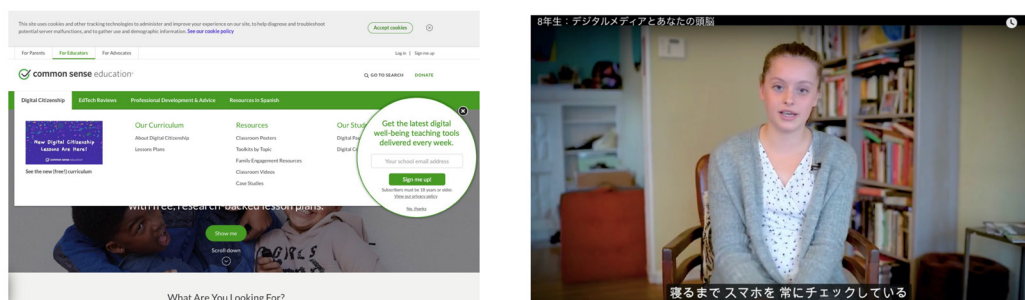 This site uses cookies and other tracking technologies to administer and improve your experience on our site, to help diagnose and troubleshoot
potential server malfunctions, and to gather use and demographic information. See our cookie policy
Accept cookies
For Parents
For Educators
For Advocates
Log in | Sign me up
common sense education
GO TO SEARCH
DONATE
Digital Citizenship
EdTech Reviews
Professional Development & Advice
Resources in Spanish
New Digital Citizenship
Lessons Are Here!
common sense education
See the new (free!) curriculum
Our Curriculum
About Digital Citizenship
Lessons Plans
Resources
Classroom Posters
Toolkits by Topic
Family Engagement Resources
Classroom Videos
Case Studies
Our Stud
Digital Pas
Digital C
Get the latest digital
well-being teaching tools
delivered every week.
Your school email address
Sign me up!
Subscribers must be 18 years or older.
View our privacy policy
No, thanks
with free, research-backed lesson plans.
Show me
Scroll down
What Are You Looking For?
8年生：デジタルメディアとあなたの頭脳
寝るまで スマホを 常にチェックしている